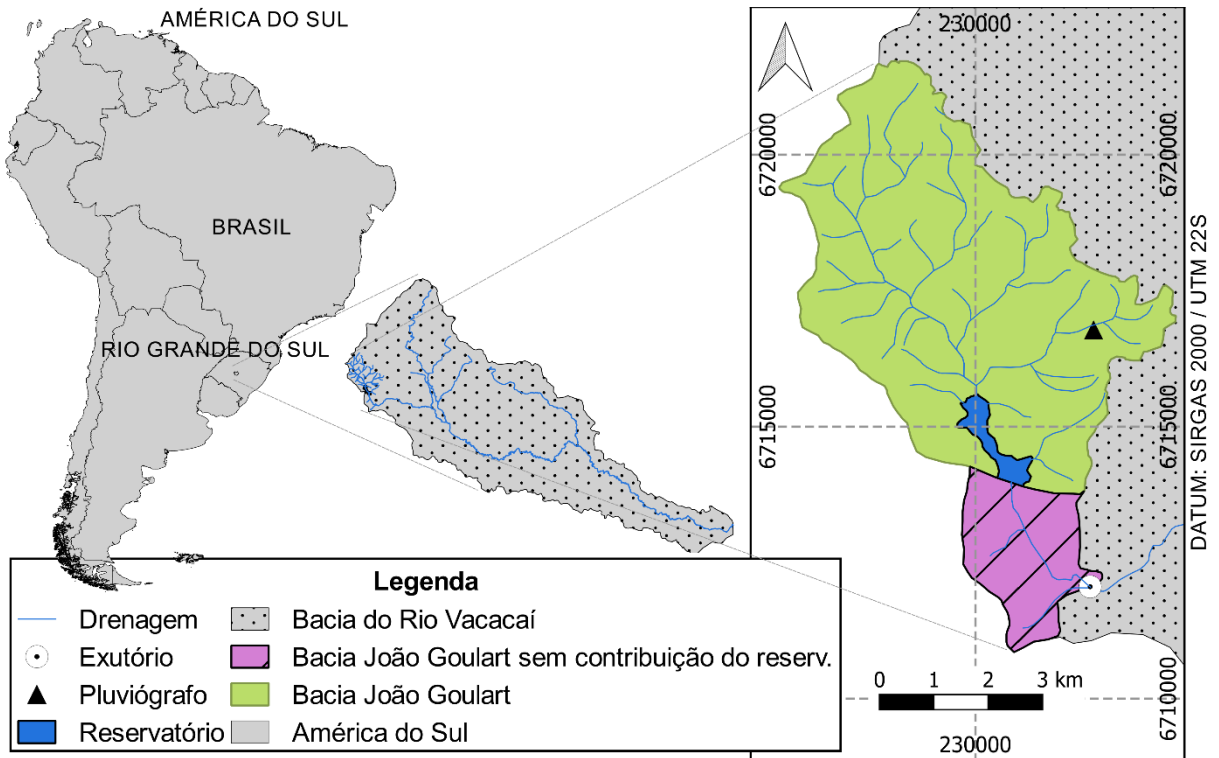 AMÉRICA DO SUL
BRASIL
RIO GRANDE DO SUL
230000
6720000
6720000
6715000
6715000
6710000
230000
0 1 2 3 km
DATUM: SIRGAS 2000 / UTM 22S
Legenda
Drenagem
Bacia do Rio Vacacaí
Exutório
Bacia João Goulart sem contribuição do reserv.
Pluviógrafo
Bacia João Goulart
Reservatório
América do Sul